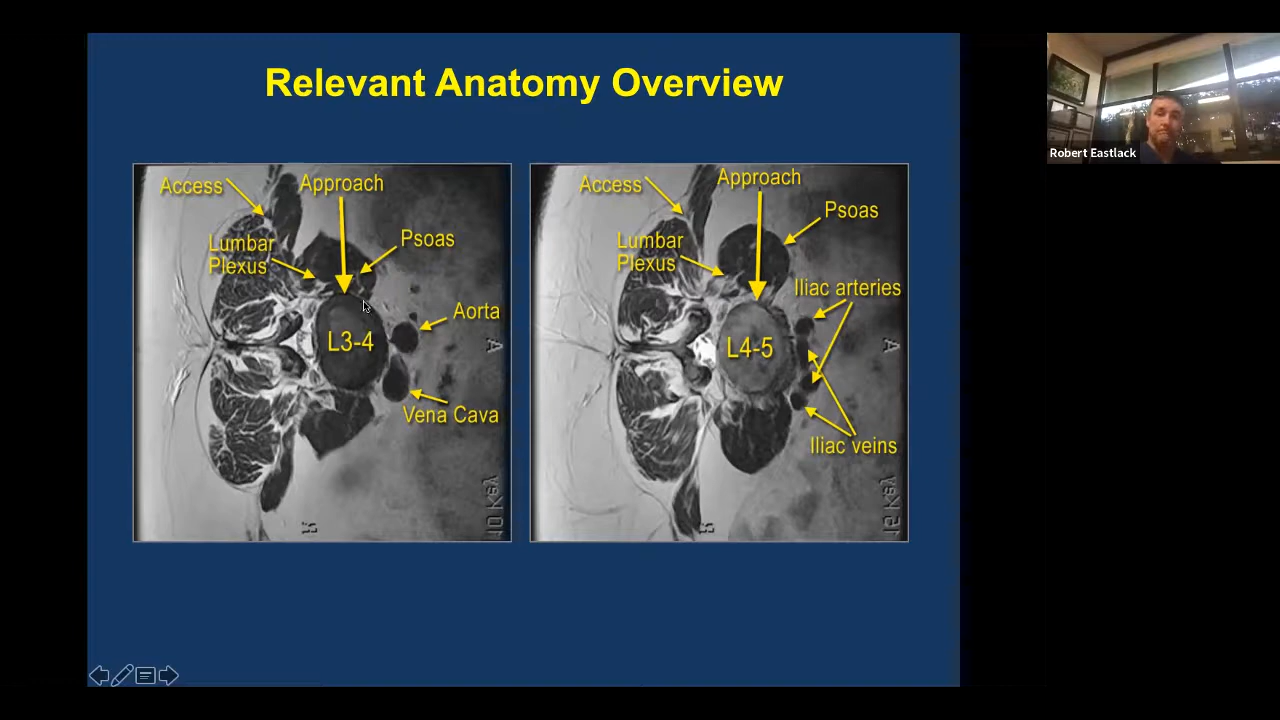 Relevant Anatomy Overview
Robert Eastlack
Access
Approach
Lumbar
Plexus
Psoas
Aorta
L3-4
Vena Cava
A
Access
Approach
Psoas
Lumbar
Plexus
Iliac arteries
L4-5
A
Iliac veins